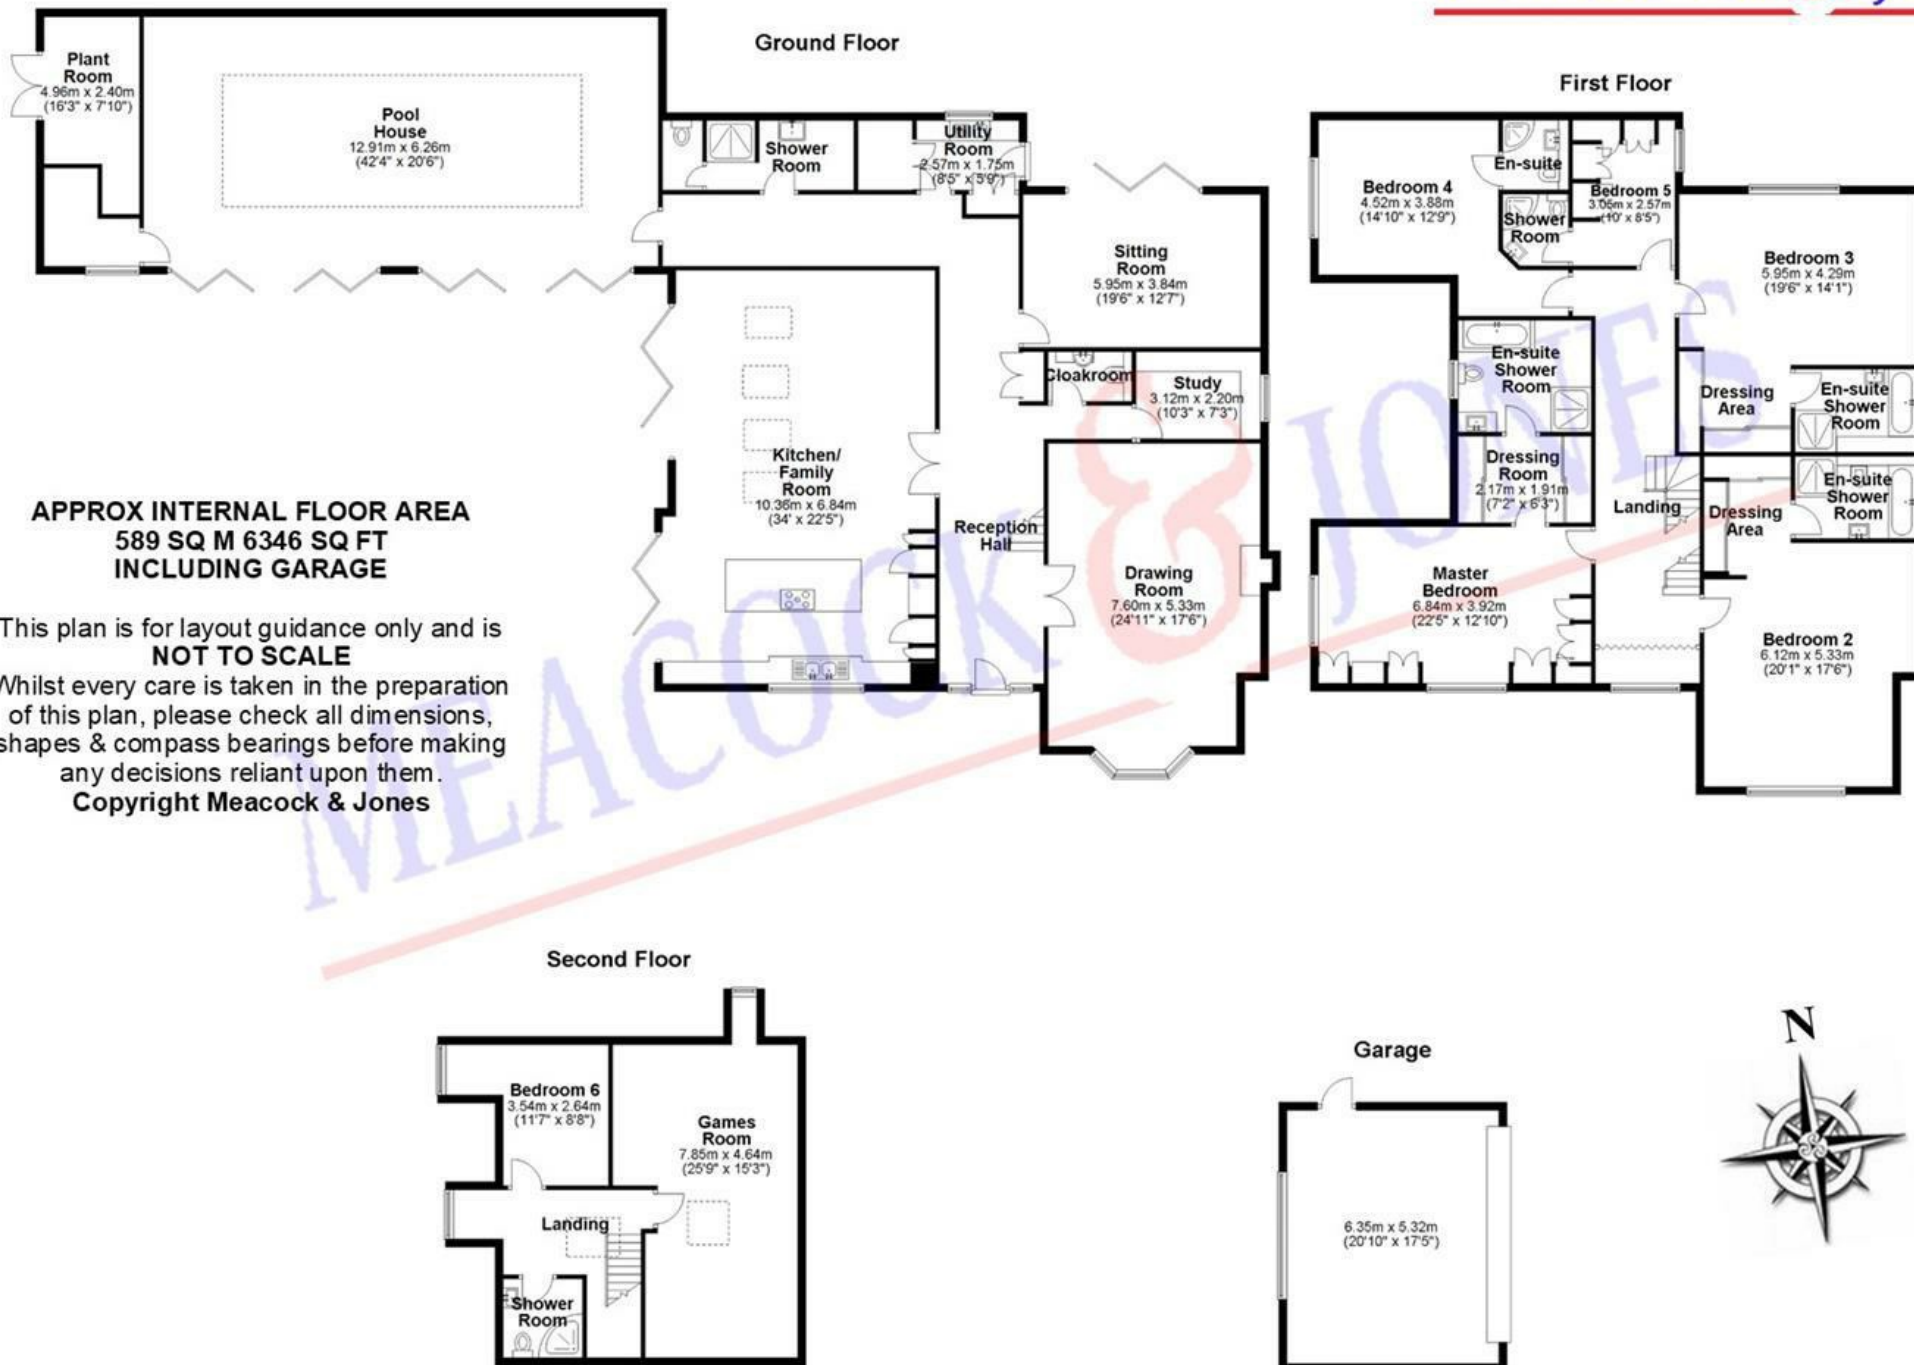 Ground Floor
Plant
Room
4.96m x 2.40m
(16'3" x 7'10")
Pool
House
12.91m x 6.26m
(42'4" x 20'6")
Shower
Room
Utility
Room
2.57m x 1.75m
(8'5" x 5'9")
Sitting
Room
5.95m x 3.84m
(19'6" x 12'7")
Cloakroom
Study
3.12m x 2.20m
(10'3" x 7'3")
Kitchen/
Family
Room
10.36m x 6.84m
(34' x 22'5")
Reception
Hall
Drawing
Room
7.60m x 5.33m
(24'11" x 17'6")
First Floor
Bedroom 4
4.52m x 3.88m
(14'10" x 12'9")
En-suite
Shower
Room
Bedroom 5
3.05m x 2.57m
(10' x 8'5")
Bedroom 3
5.95m x 4.29m
(19'6" x 14'1")
En-suite
Shower
Room
Dressing
Area
En-suite
Shower
Room
Dressing
Room
2.17m x 1.91m
(7'2" x 6'3")
Landing
Dressing
Area
En-suite
Shower
Room
Master
Bedroom
6.84m x 3.92m
(22'5" x 12'10")
Bedroom 2
6.12m x 5.33m
(20'1" x 17'6")
APPROX INTERNAL FLOOR AREA
589 SQ M 6346 SQ FT
INCLUDING GARAGE
This plan is for layout guidance only and is
NOT TO SCALE
Whilst every care is taken in the preparation
of this plan, please check all dimensions,
shapes & compass bearings before making
any decisions reliant upon them.
Copyright Meacock & Jones
MEACOCK & JONES
Second Floor
Bedroom 6
3.54m x 2.64m
(11'7" x 8'8")
Games
Room
7.85m x 4.64m
(25'9" x 15'3")
Landing
Shower
Room
Garage
6.35m x 5.32m
(20'10" x 17'5")
N